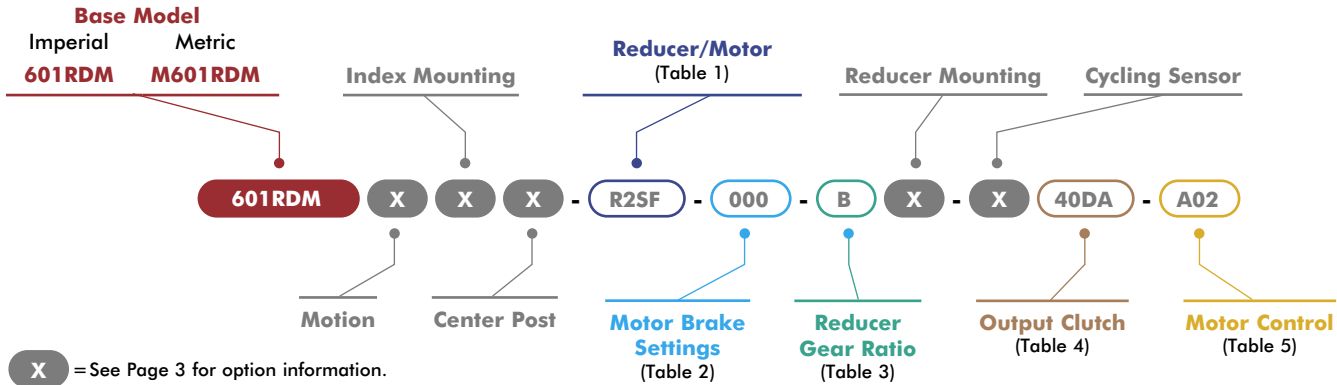 Base Model
Imperial Metric
601RDM M601RDM
Index Mounting
Reducer/Motor
(Table 1)
Reducer Mounting
Cycling Sensor
601RDM X X X - R2SF - 000 - B X - X 40DA - A02
Motion
Center Post
Motor Brake
Settings
(Table 2)
Reducer
Gear Ratio
(Table 3)
Output Clutch
(Table 4)
Motor Control
(Table 5)
X = See Page 3 for option information.